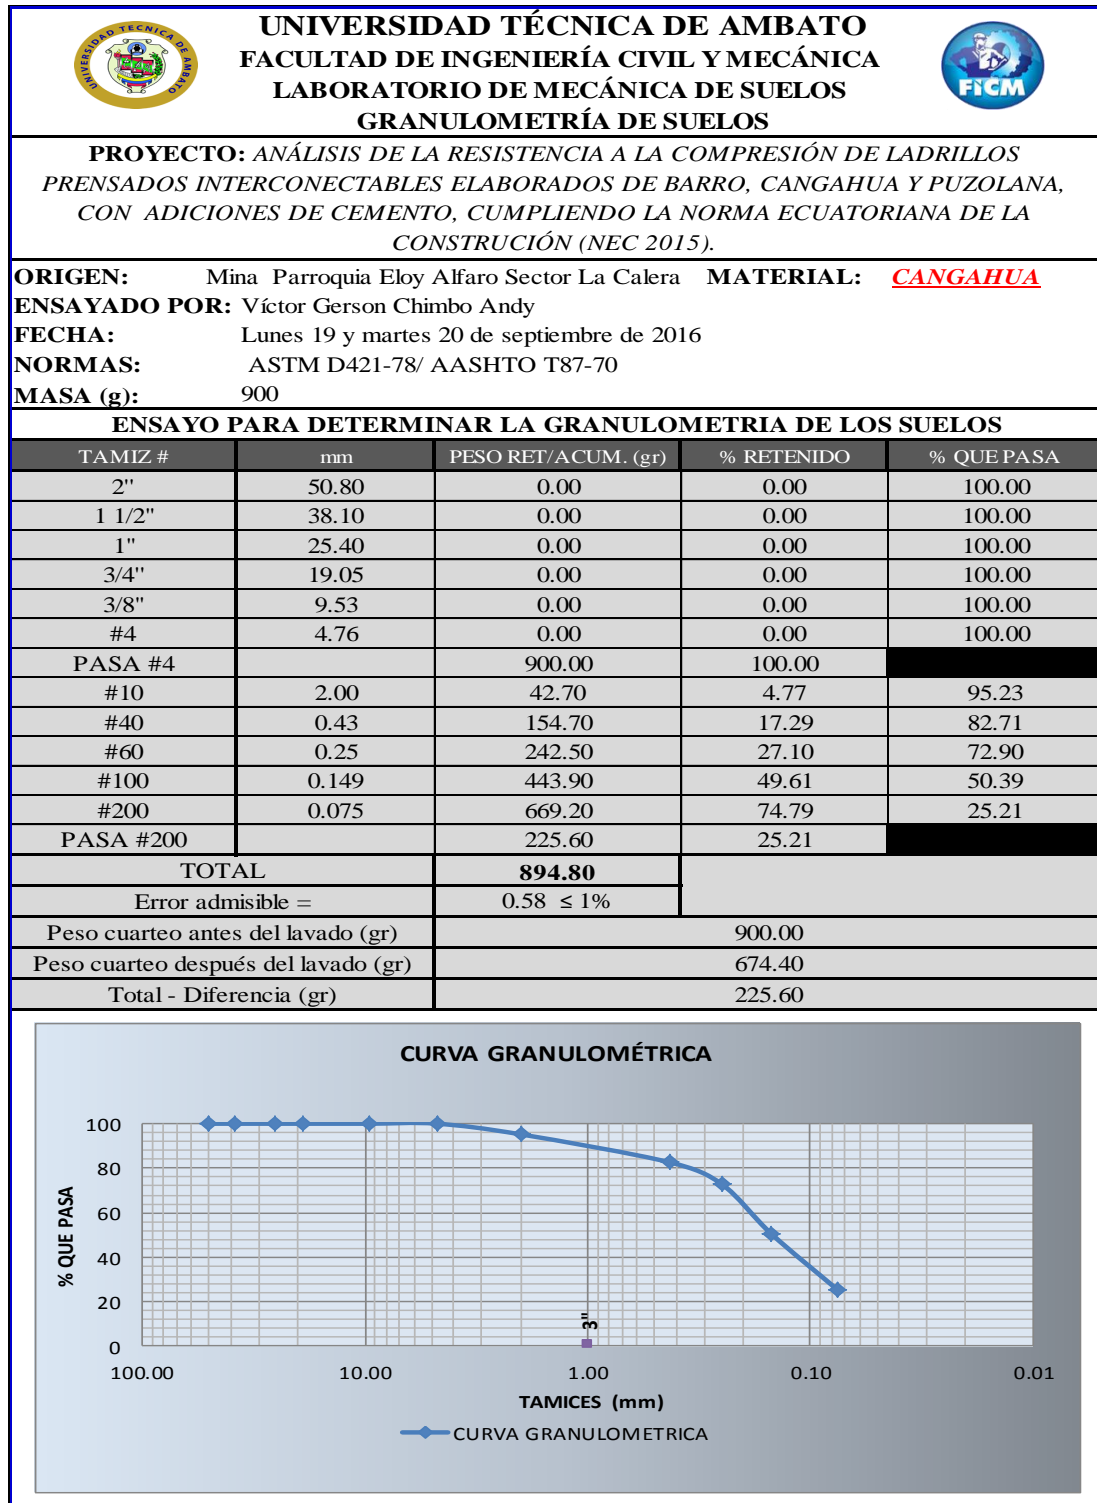 UNIVERSIDAD TÉCNICA DE AMBATO
FACULTAD DE INGENIERÍA CIVIL Y MECÁNICA
LABORATORIO DE MECÁNICA DE SUELOS
GRANULOMETRÍA DE SUELOS
UNIVERSIDAD TECNICA DE AMBATO
FICM
PROYECTO: ANÁLISIS DE LA RESISTENCIA A LA COMPRESIÓN DE LADRILLOS
PRENSADOS INTERCONECTABLES ELABORADOS DE BARRO, CANGAHUA Y PUZOLANA,
CON ADICIONES DE CEMENTO, CUMPLIENDO LA NORMA ECUATORIANA DE LA
CONSTRUCIÓN (NEC 2015).
ORIGEN: Mina Parroquia Eloy Alfaro Sector La Calera MATERIAL: CANGAHUA
ENSAYADO POR: Víctor Gerson Chimbo Andy
FECHA: Lunes 19 y martes 20 de septiembre de 2016
NORMAS: ASTM D421-78/ AASHTO T87-70
MASA (g): 900
ENSAYO PARA DETERMINAR LA GRANULOMETRIA DE LOS SUELOS
TAMIZ # mm PESO RET/ACUM. (gr) % RETENIDO % QUE PASA
2'' 50.80 0.00 0.00 100.00
1 1/2" 38.10 0.00 0.00 100.00
1" 25.40 0.00 0.00 100.00
3/4'' 19.05 0.00 0.00 100.00
3/8" 9.53 0.00 0.00 100.00
#4 4.76 0.00 0.00 100.00
PASA #4 900.00 100.00
#10 2.00 42.70 4.77 95.23
#40 0.43 154.70 17.29 82.71
#60 0.25 242.50 27.10 72.90
#100 0.149 443.90 49.61 50.39
#200 0.075 669.20 74.79 25.21
PASA #200 225.60 25.21
TOTAL 894.80
Error admisible = 0.58 ≤ 1%
Peso cuarteo antes del lavado (gr) 900.00
Peso cuarteo después del lavado (gr) 674.40
Total - Diferencia (gr) 225.60
CURVA GRANULOMÉTRICA
% QUE PASA
100
80
60
40
20
0
3"
100.00 10.00 1.00 0.10 0.01
TAMICES (mm)
CURVA GRANULOMETRICA